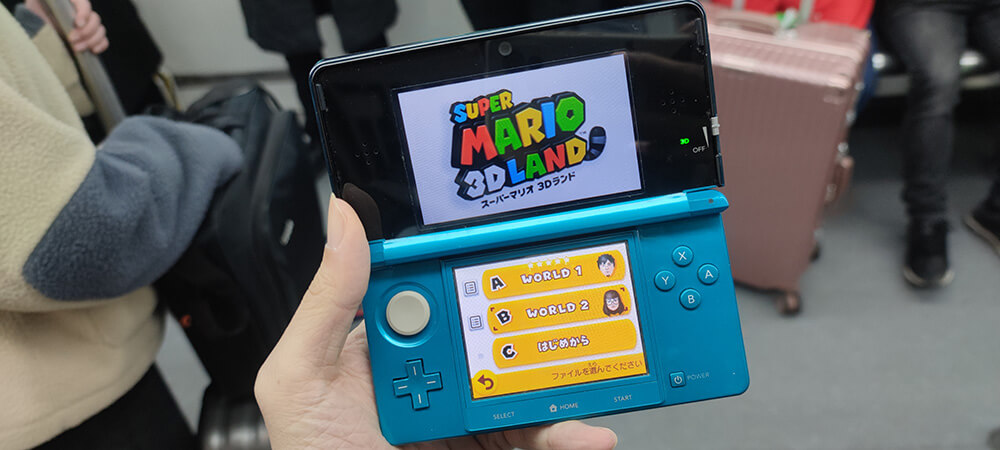 SUPER
MARIO
3D LAND
スーパーマリオ 3Dランド
3D
OFF
A WORLD 1
B WORLD 2
C はじめから
ファイルを選んでください
X
Y
A
B
SELECT
HOME
START
POWER